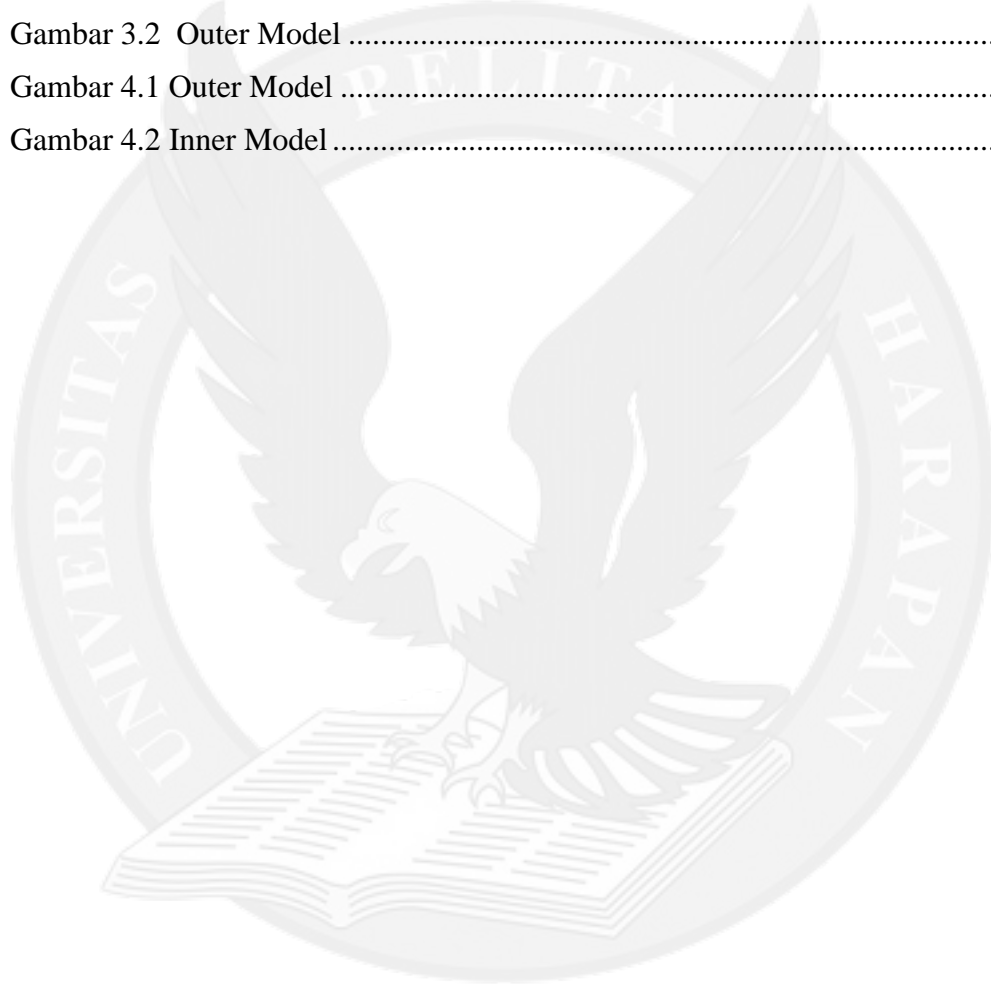 Gambar 3.2  Outer Model ........................................................................
Gambar 4.1 Outer Model .........................................................................
Gambar 4.2 Inner Model ..........................................................................
UNIVERSITAS PELITA HARAPAN